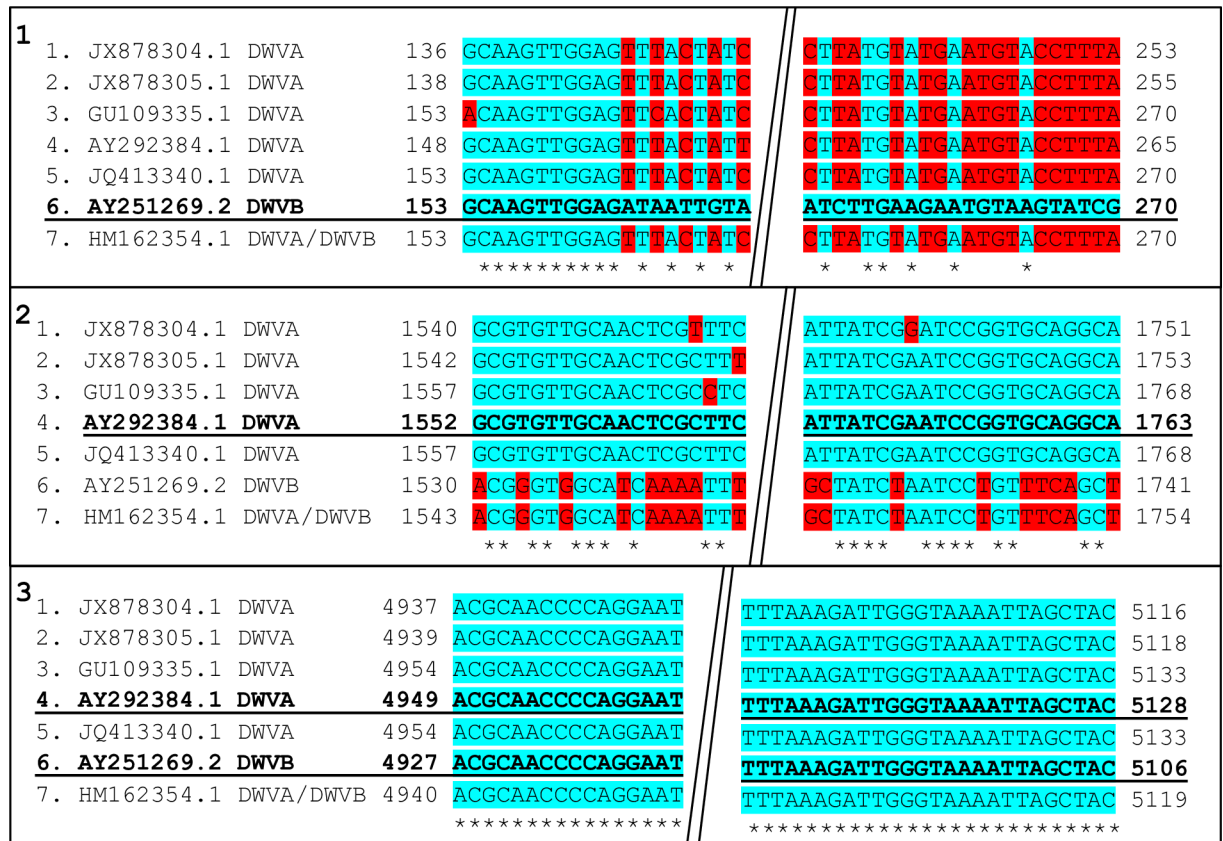 1
1. JX878304.1 DWVA 136 GCAAGTTGGAGTTTACTATC CTTATGTATGAATGTACCTTTA 253
2. JX878305.1 DWVA 138 GCAAGTTGGAGTTTACTATC CTTATGTATGAATGTACCTTTA 255
3. GU109335.1 DWVA 153 ACAAGTTGGAGTTCACTATC CTTATGTATGAATGTACCTTTA 270
4. AY292384.1 DWVA 148 GCAAGTTGGAGTTTACTATT CTTATGTATGAATGTACCTTTA 265
5. JQ413340.1 DWVA 153 GCAAGTTGGAGTTTACTATC CTTATGTATGAATGTACCTTTA 270
6. AY251269.2 DWVB 153 GCAAGTTGGAGATAATTGTA ATCTTGAAGAATGTAAGTATCG 270
7. HM162354.1 DWVA/DWVB 153 GCAAGTTGGAGTTTACTATC CTTATGTATGAATGTACCTTTA 270
********** * * * * * ** * * *
2
1. JX878304.1 DWVA 1540 GCGTGTTGCAACTCGTTTC ATTATCGGATCCGGTGCAGGCA 1751
2. JX878305.1 DWVA 1542 GCGTGTTGCAACTCGCTTT ATTATCGAATCCGGTGCAGGCA 1753
3. GU109335.1 DWVA 1557 GCGTGTTGCAACTCGCCTC ATTATCGAATCCGGTGCAGGCA 1768
4. AY292384.1 DWVA 1552 GCGTGTTGCAACTCGCTTC ATTATCGAATCCGGTGCAGGCA 1763
5. JQ413340.1 DWVA 1557 GCGTGTTGCAACTCGCTTC ATTATCGAATCCGGTGCAGGCA 1768
6. AY251269.2 DWVB 1530 ACGGGTGGCATCAAAATTT GCTATCTAATCCTGTTTCAGCT 1741
7. HM162354.1 DWVA/DWVB 1543 ACGGGTGGCATCAAAATTT GCTATCTAATCCTGTTTCAGCT 1754
** ** *** * ** **** **** ** **
3
1. JX878304.1 DWVA 4937 ACGCAACCCCAGGAAT TTTAAAGATTGGGTAAAATTAGCTAC 5116
2. JX878305.1 DWVA 4939 ACGCAACCCCAGGAAT TTTAAAGATTGGGTAAAATTAGCTAC 5118
3. GU109335.1 DWVA 4954 ACGCAACCCCAGGAAT TTTAAAGATTGGGTAAAATTAGCTAC 5133
4. AY292384.1 DWVA 4949 ACGCAACCCCAGGAAT TTTAAAGATTGGGTAAAATTAGCTAC 5128
5. JQ413340.1 DWVA 4954 ACGCAACCCCAGGAAT TTTAAAGATTGGGTAAAATTAGCTAC 5133
6. AY251269.2 DWVB 4927 ACGCAACCCCAGGAAT TTTAAAGATTGGGTAAAATTAGCTAC 5106
7. HM162354.1 DWVA/DWVB 4940 ACGCAACCCCAGGAAT TTTAAAGATTGGGTAAAATTAGCTAC 5119
**************** **************************